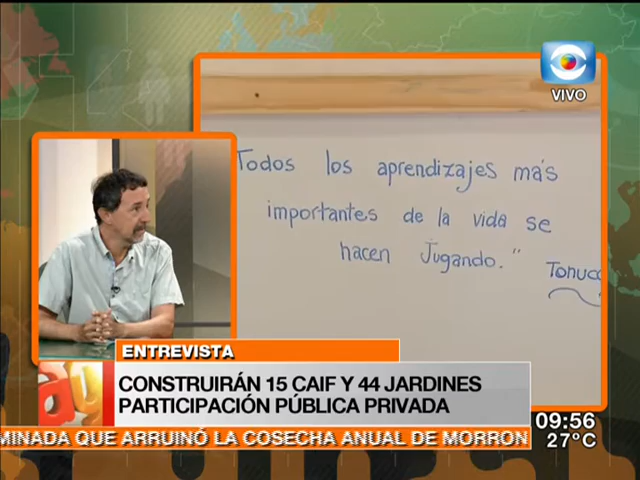 VIVO
Todos los aprendizajes más
importantes de la vida se
hacen Jugando."
Tonucc
ENTREVISTA
CONSTRUIRÁN 15 CAIF Y 44 JARDINES
PARTICIPACIÓN PÚBLICA PRIVADA
09:56
MINADA QUE ARRUINÓ LA COSECHA ANUAL DE MORRON
27°C